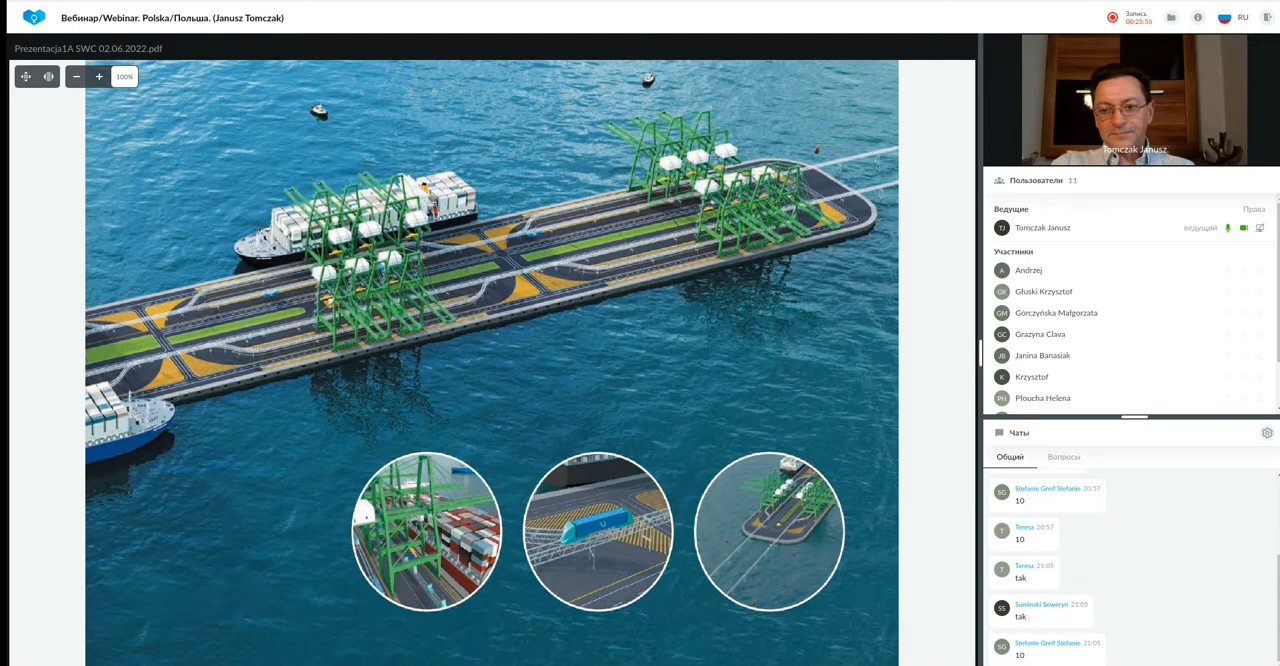 Вебинар/Webinar. Polska/Польша. (Janusz Tomczak)
Запись
00:25:56
RU
Prezentacja1A SWC 02.06.2022.pdf
100%
Tomczak Janusz
Пользователи 11
Ведущие Права
TJ Tomczak Janusz ведущий
Участники
A Andrzej
GK Głuski Krzysztof
GM Górczyńska Małgorzata
GC Grazyna Clava
JB Janina Banasiak
K Krzysztof
PH Płoucha Helena
Чаты
Общий Вопросы
SG Stefanie Greif Stefanie 20:57
10
T Teresa 20:57
10
T Teresa 21:05
tak
SS Suminski Seweryn 21:05
tak
SG Stefanie Greif Stefanie 21:05
10